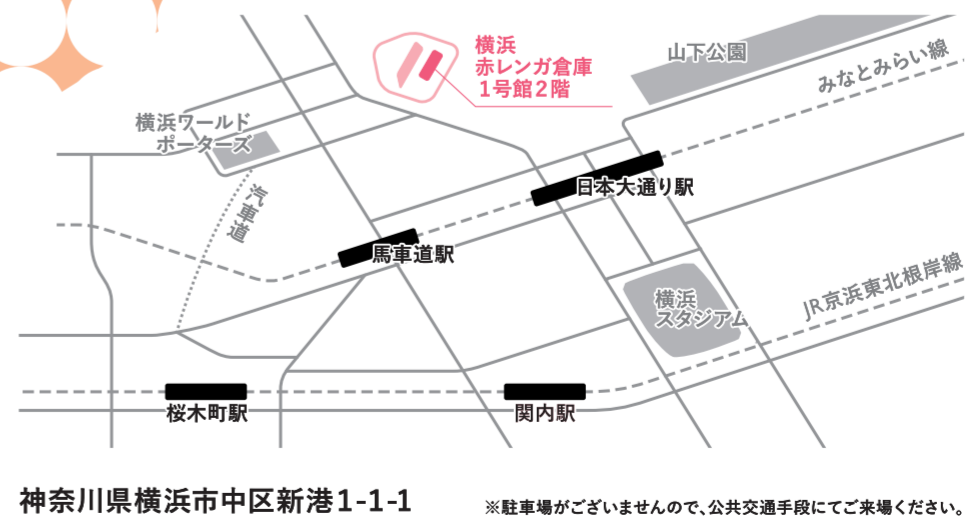 横浜
赤レンガ倉庫
1号館2階
山下公園
みなとみらい線
横浜ワールド
ポーターズ
汽車道
日本大通り駅
馬車道駅
横浜
スタジアム
JR京浜東北根岸線
桜木町駅
関内駅
神奈川県横浜市中区新港1-1-1
※駐車場がございませんので、公共交通手段にてご来場ください。